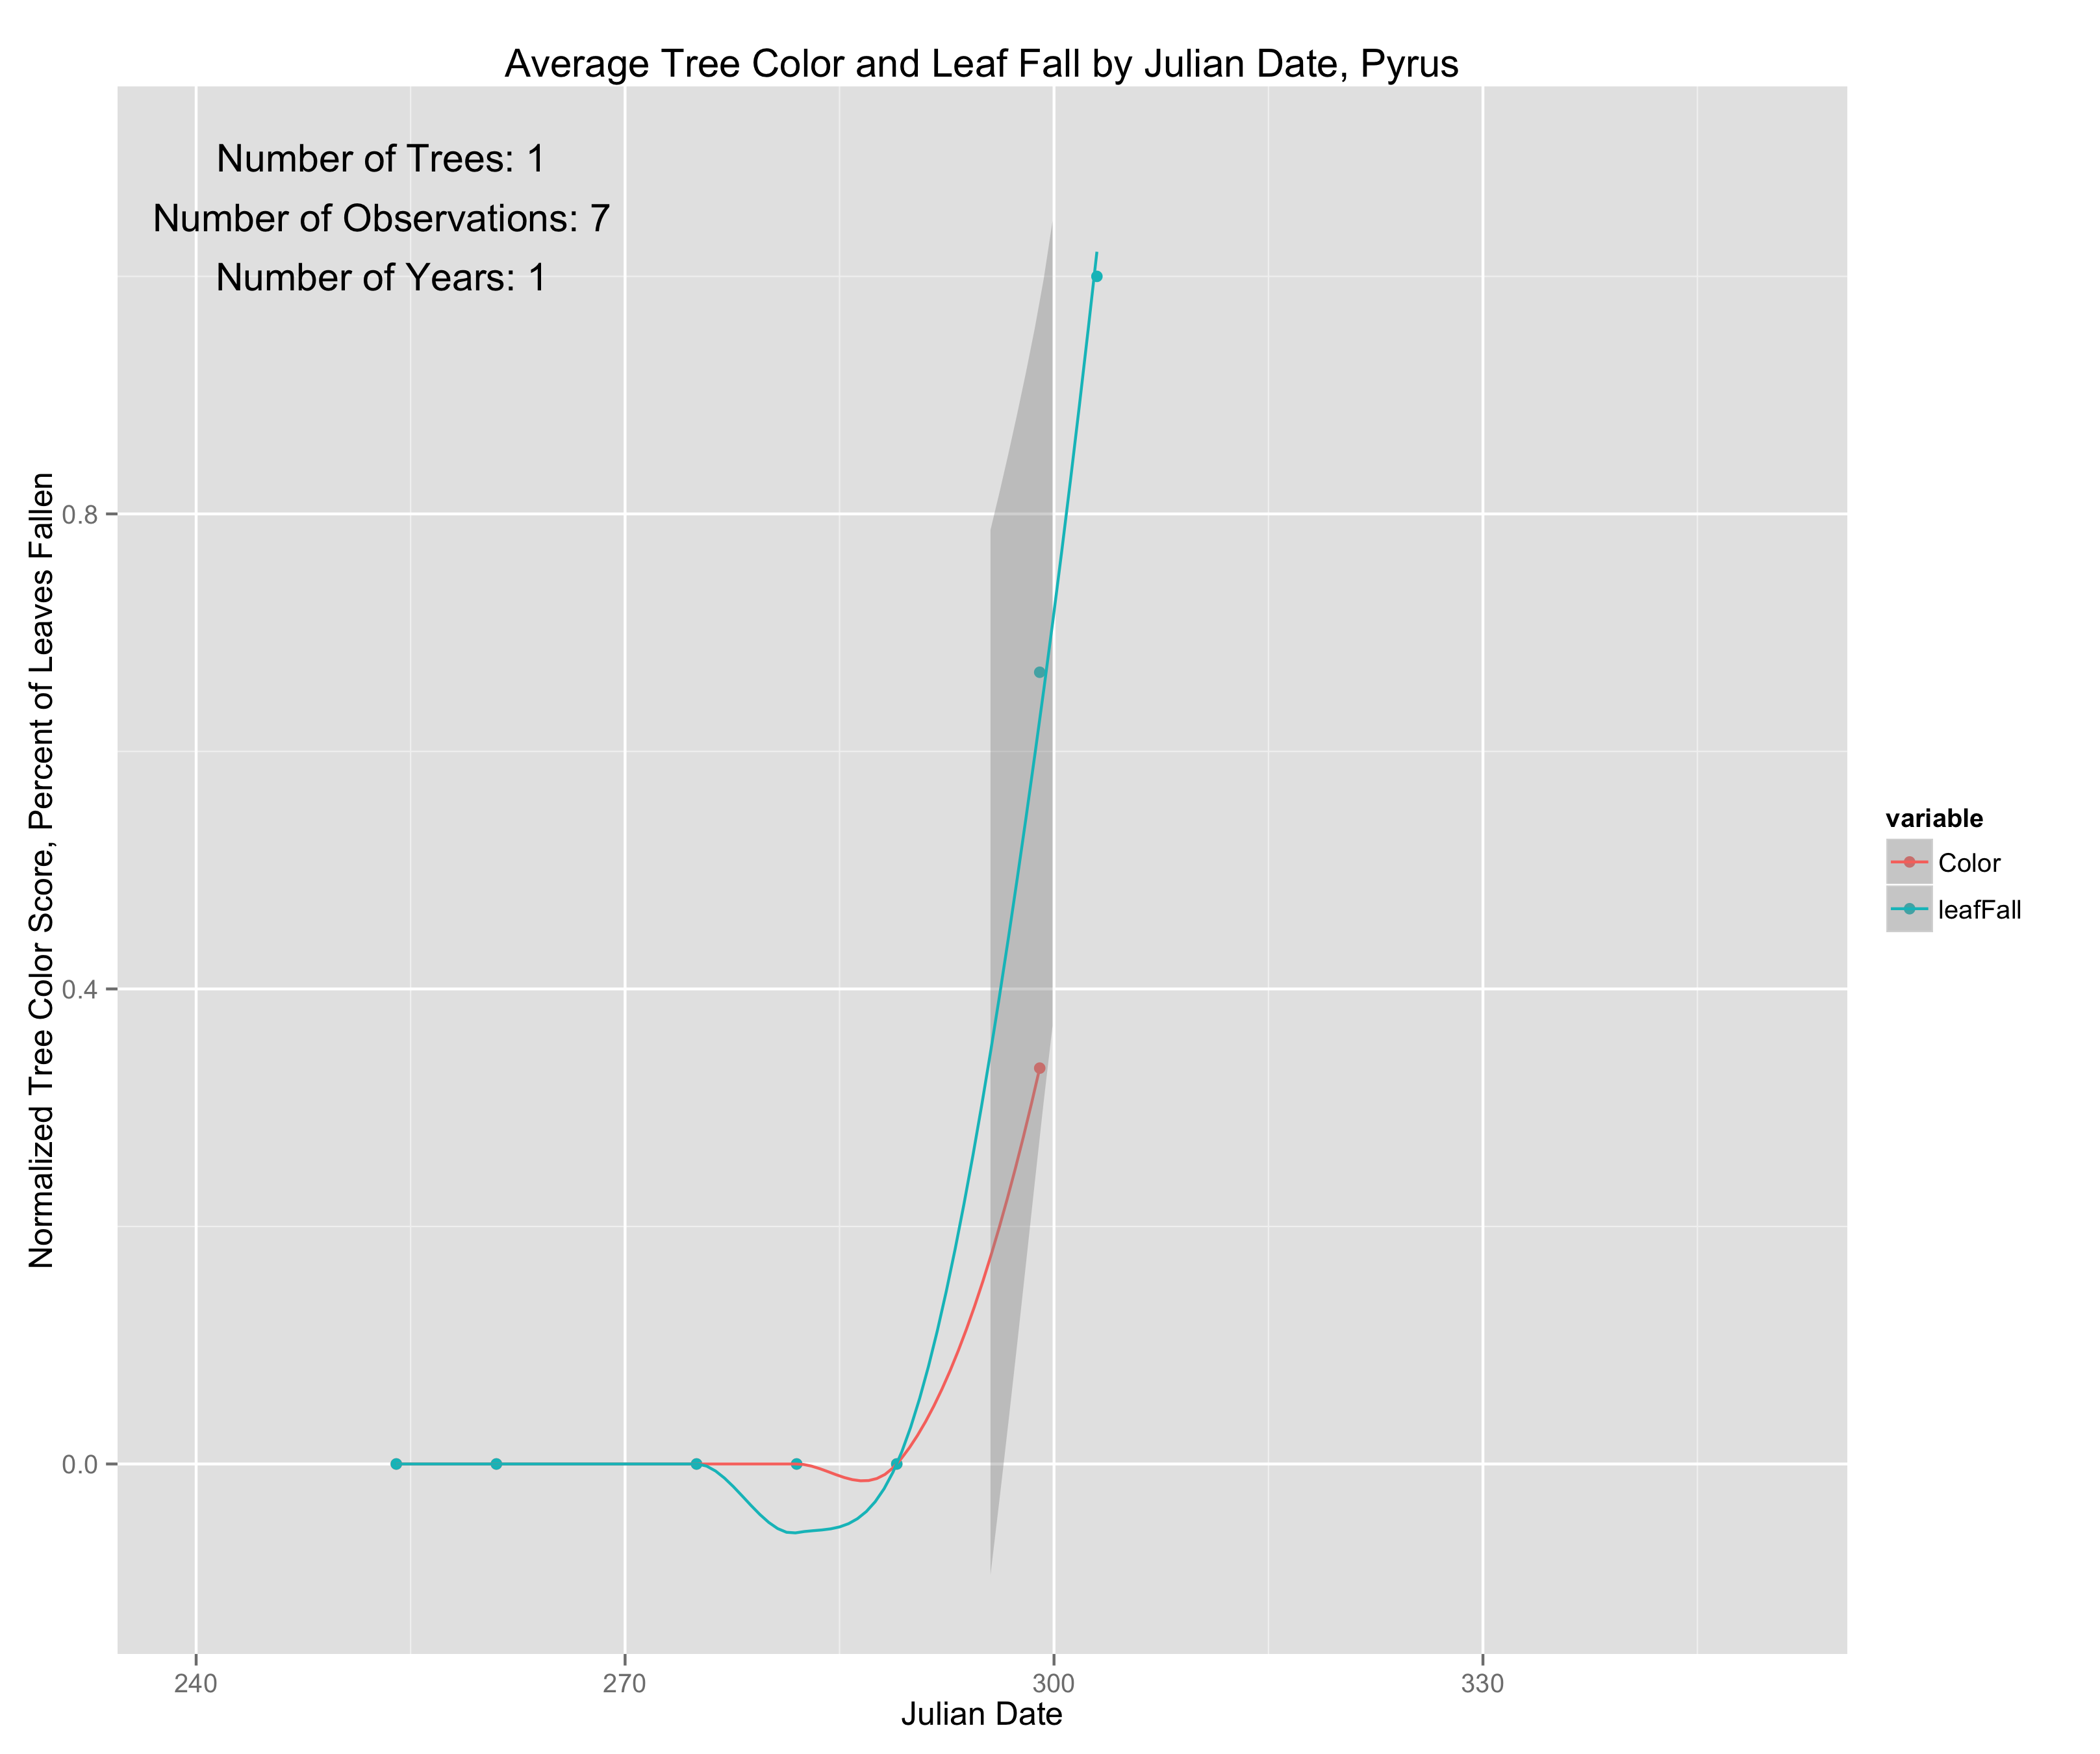 Average Tree Color and Leaf Fall by Julian Date, Pyrus
Number of Trees: 1
Number of Observations: 7
Number of Years: 1
Normalized Tree Color Score, Percent of Leaves Fallen
0.8
0.4
0.0
240
270
300
330
Julian Date
variable
Color
leafFall